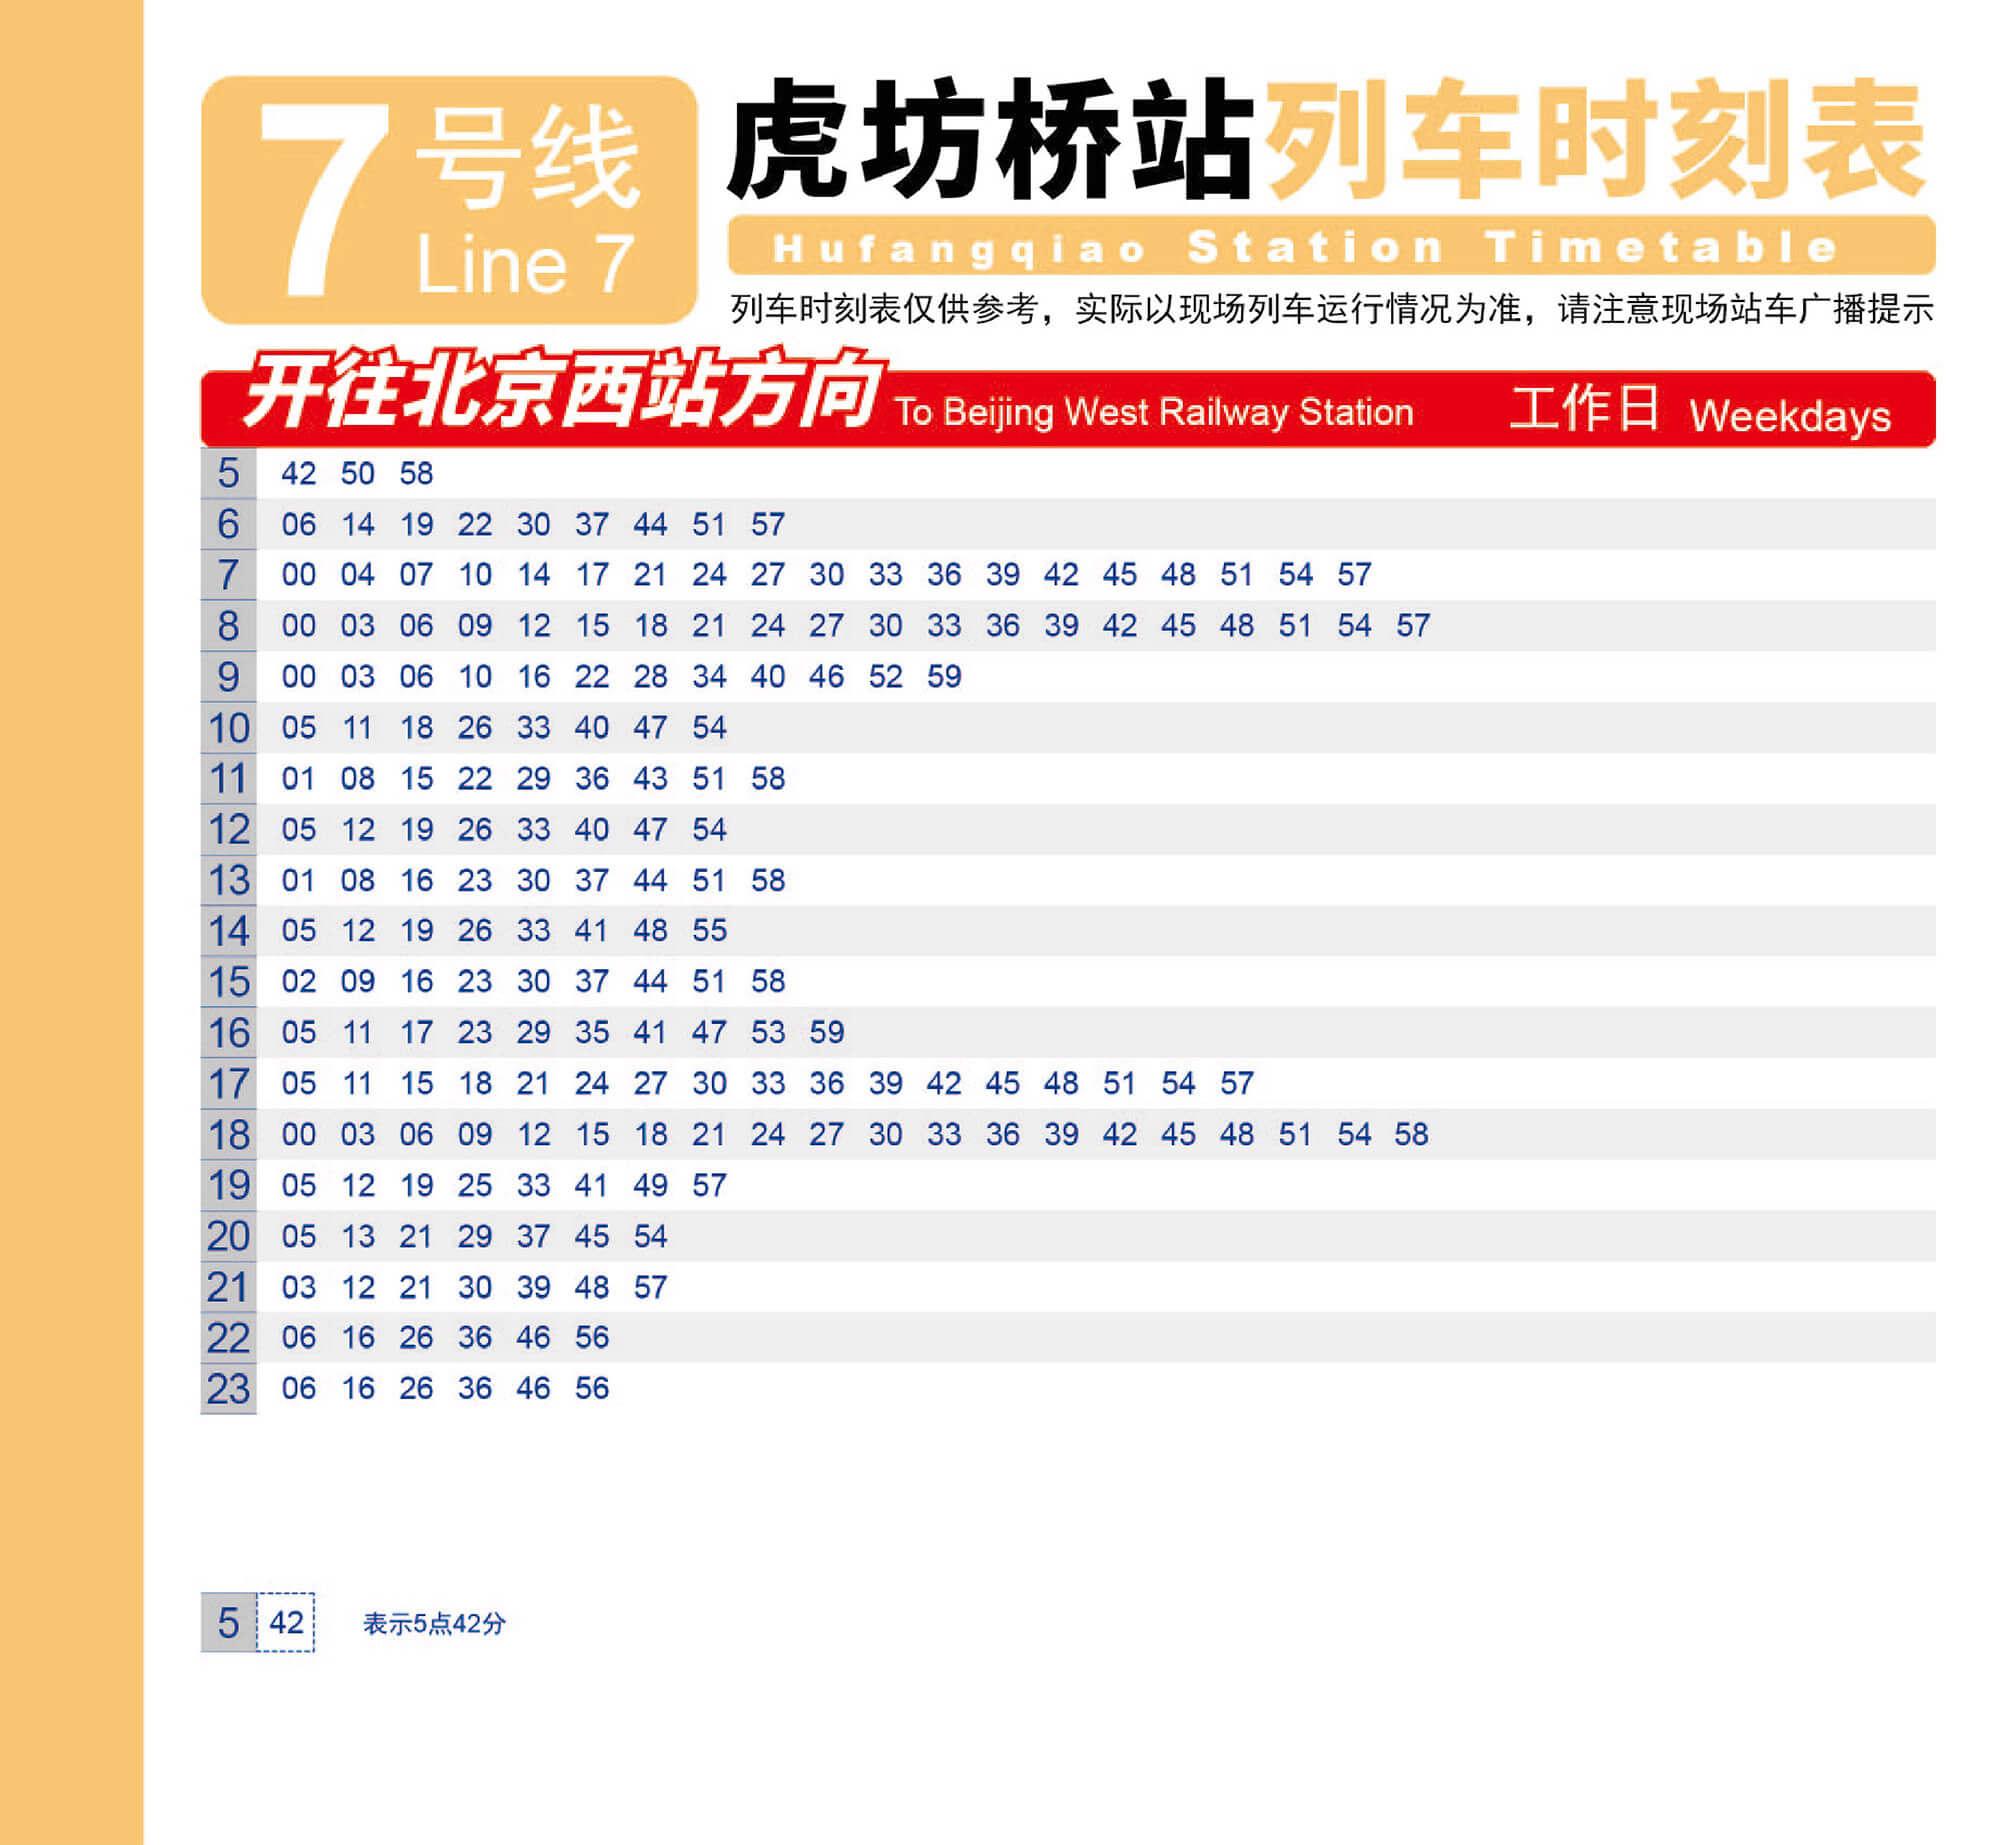 7 号线
Line 7
虎坊桥站列车时刻表
Hufangqiao Station Timetable
列车时刻表仅供参考，实际以现场列车运行情况为准，请注意现场站车广播提示
开往北京西站方向 To Beijing West Railway Station 工作日 Weekdays
5 42 50 58
6 06 14 19 22 30 37 44 51 57
7 00 04 07 10 14 17 21 24 27 30 33 36 39 42 45 48 51 54 57
8 00 03 06 09 12 15 18 21 24 27 30 33 36 39 42 45 48 51 54 57
9 00 03 06 10 16 22 28 34 40 46 52 59
10 05 11 18 26 33 40 47 54
11 01 08 15 22 29 36 43 51 58
12 05 12 19 26 33 40 47 54
13 01 08 16 23 30 37 44 51 58
14 05 12 19 26 33 41 48 55
15 02 09 16 23 30 37 44 51 58
16 05 11 17 23 29 35 41 47 53 59
17 05 11 15 18 21 24 27 30 33 36 39 42 45 48 51 54 57
18 00 03 06 09 12 15 18 21 24 27 30 33 36 39 42 45 48 51 54 58
19 05 12 19 25 33 41 49 57
20 05 13 21 29 37 45 54
21 03 12 21 30 39 48 57
22 06 16 26 36 46 56
23 06 16 26 36 46 56
5 42 表示5点42分